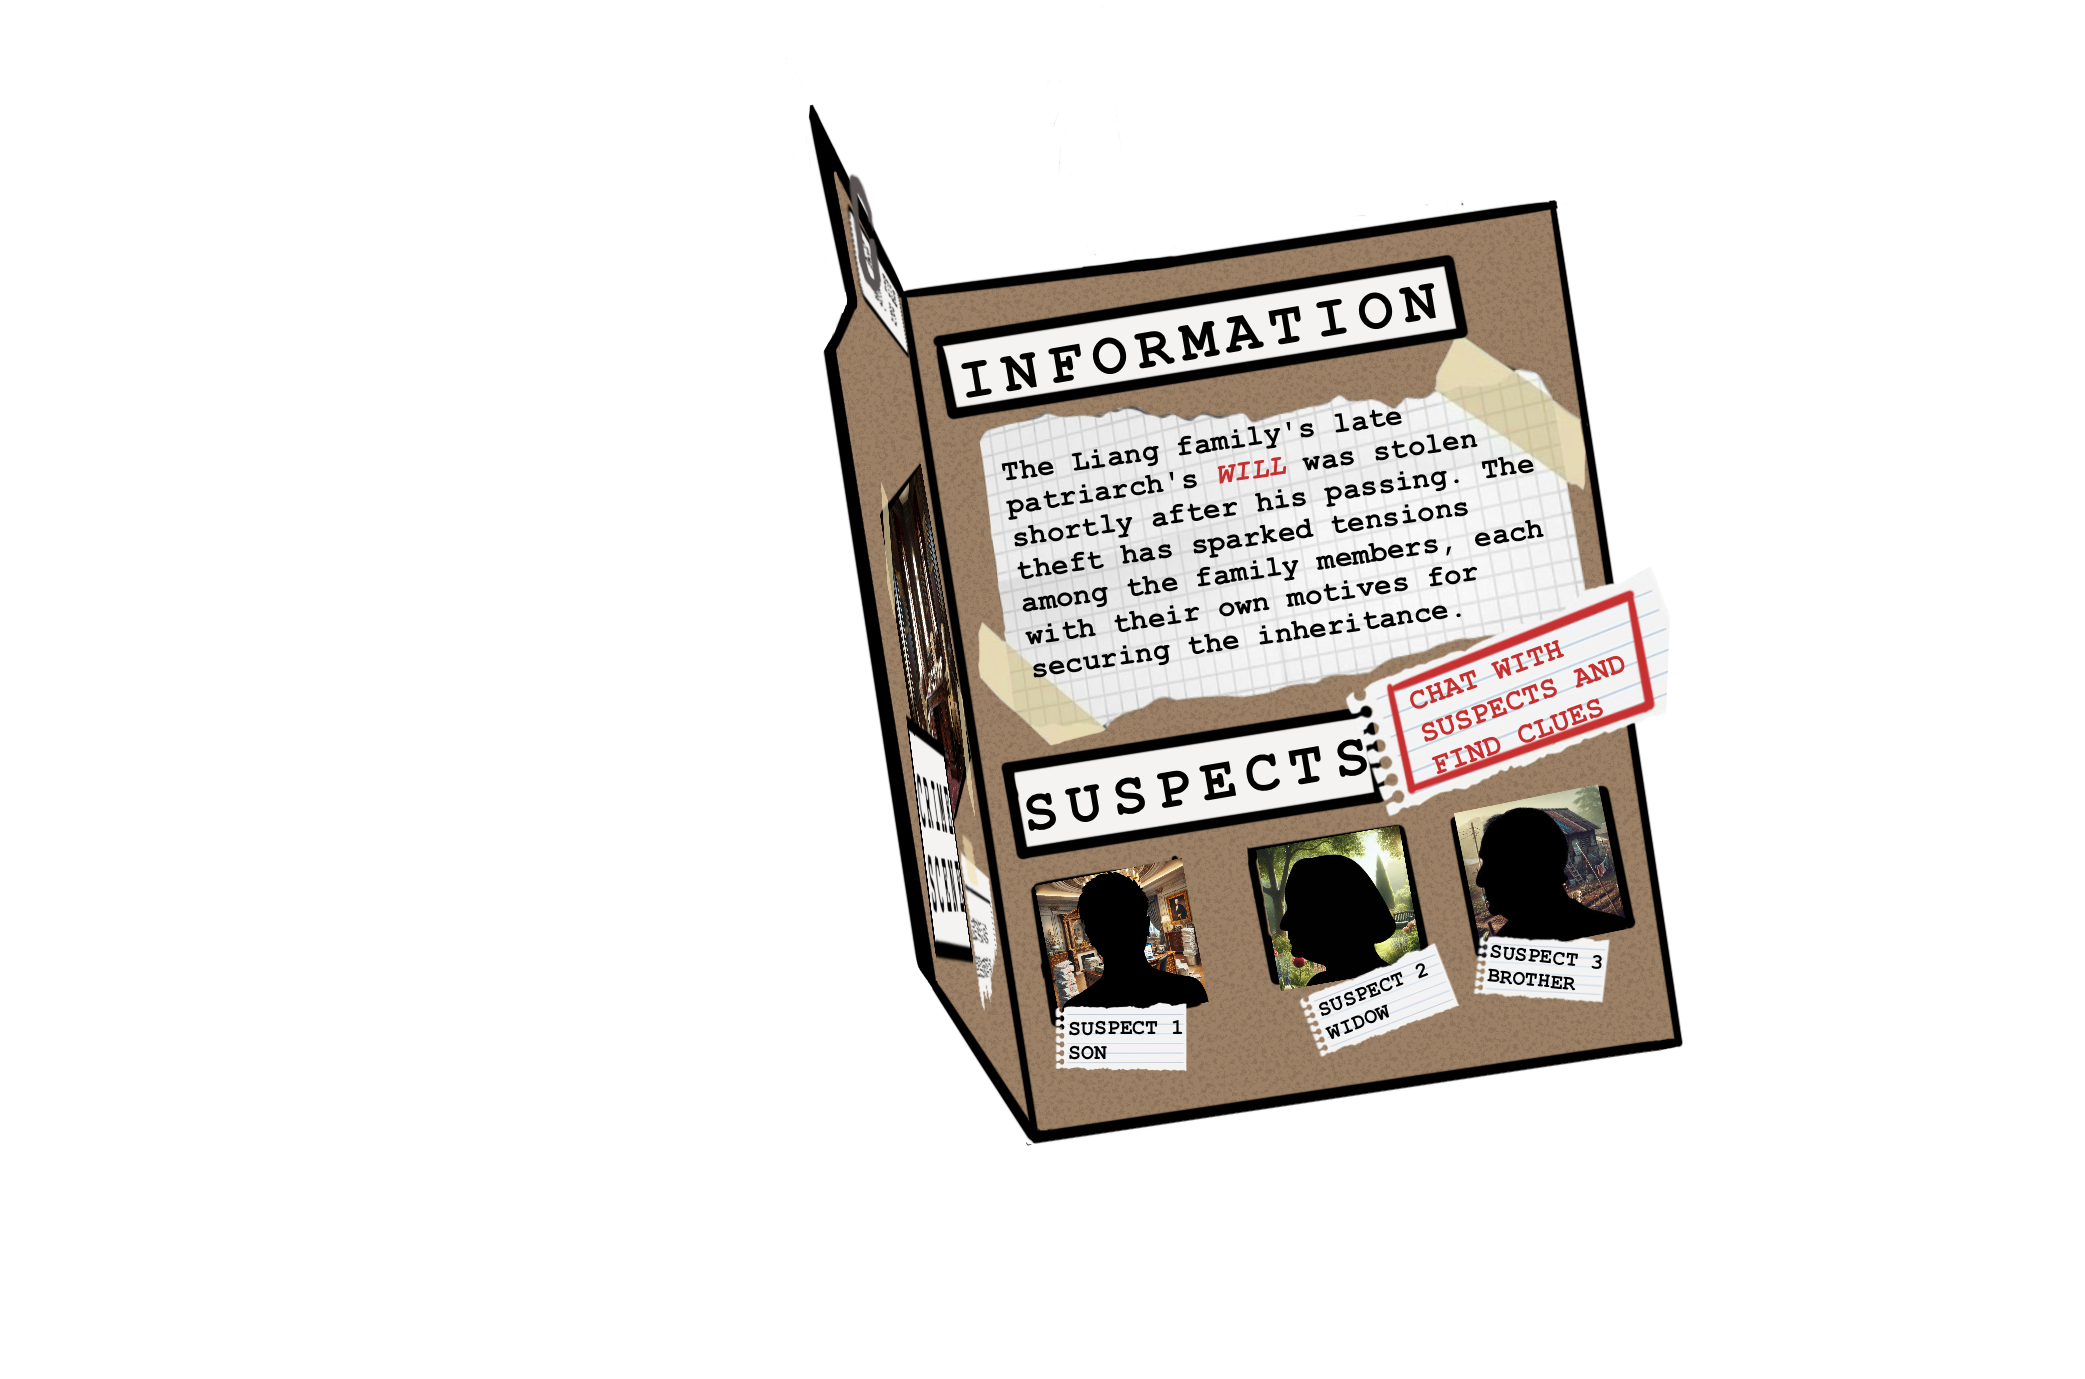 INFORMATION
The Liang family's late
patriarch's WILL was stolen
shortly after his passing. The
theft has sparked tensions
among the family members, each
with their own motives for
securing the inheritance.
CHAT WITH
SUSPECTS AND
FIND CLUES
SUSPECTS
SUSPECT 1
SON
SUSPECT 2
WIDOW
SUSPECT 3
BROTHER
CRIME
SCENE